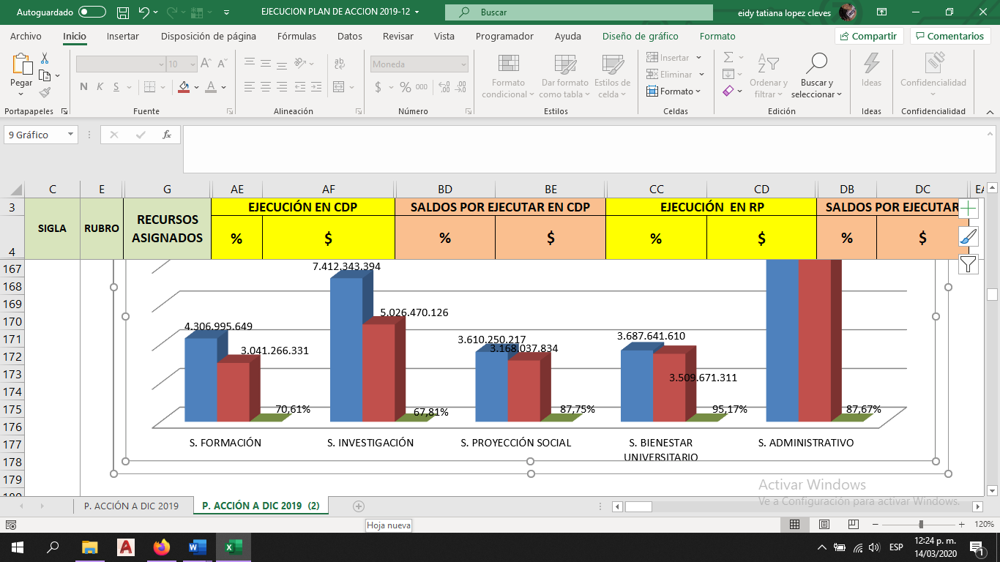 Autoguardado
EJECUCION PLAN DE ACCION 2019-12
Buscar
eidy tatiana lopez cleves
Archivo Inicio Insertar Disposición de página Fórmulas Datos Revisar Vista Programador Ayuda Diseño de gráfico Formato Compartir Comentarios
Pegar
10
N K S
Moneda
$ % 000
Formato condicional
Dar formato como tabla
Estilos de celda
Insertar
Eliminar
Formato
Ordenar y filtrar
Buscar y seleccionar
Ideas
Confidencialidad
Portapapeles Fuente Alineación Número Estilos Celdas Edición Ideas Confidencialidad
9 Gráfico
fx
C E G AE AF BD BE CC CD DB DC EA
3
4
SIGLA
RUBRO
RECURSOS ASIGNADOS
EJECUCIÓN EN CDP
SALDOS POR EJECUTAR EN CDP
EJECUCIÓN EN RP
SALDOS POR EJECUTAR
% $ % $ % $ % $
167
168
169
170
171
172
173
174
175
176
177
178
179
7.412.343.394
5.026.470.126
4.306.995.649
3.041.266.331
3.610.250.217
3.168.037.834
3.687.641.610
3.509.671.311
70,61%
67,81%
87,75%
95,17%
87,67%
S. FORMACIÓN
S. INVESTIGACIÓN
S. PROYECCIÓN SOCIAL
S. BIENESTAR
UNIVERSITARIO
S. ADMINISTRATIVO
Activar Windows
Ve a Configuración para activar Windows.
P. ACCIÓN A DIC 2019
P. ACCIÓN A DIC 2019 (2)
Hoja nueva
120%
ESP
12:24 p. m.
14/03/2020
1